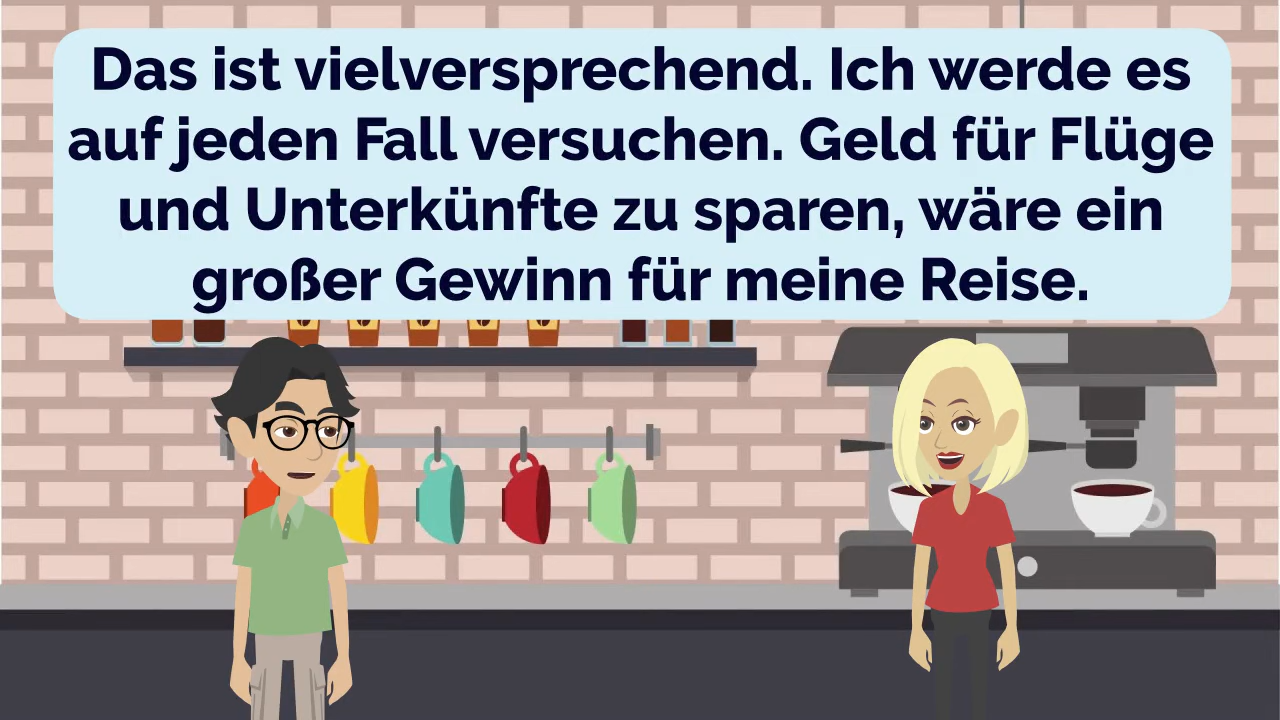 Das ist vielversprechend. Ich werde es
auf jeden Fall versuchen. Geld für Flüge
und Unterkünfte zu sparen, wäre ein
großer Gewinn für meine Reise.